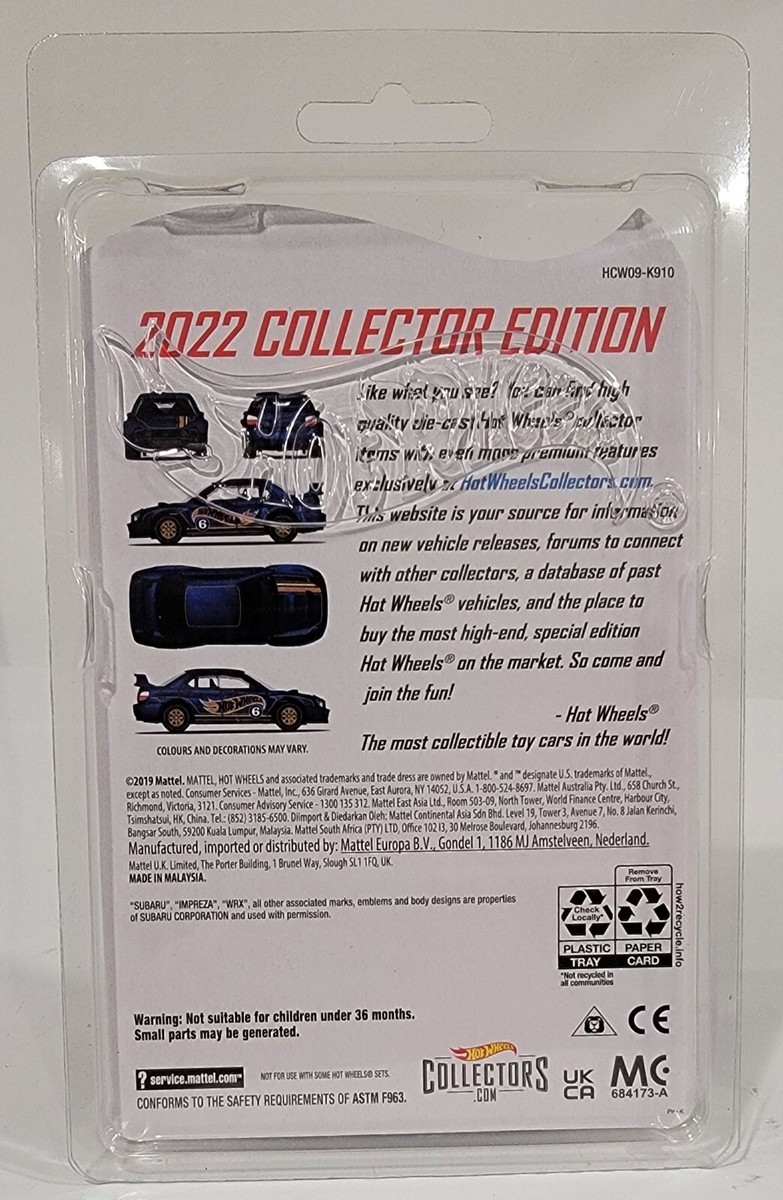 HCW09-K910
2022 COLLECTOR EDITION
Like what you see? You can find high
quality die-cast Hot Wheels® collector
items with even more premium features
exclusively at HotWheelsCollectors.com.
This website is your source for information
on new vehicle releases, forums to connect
with other collectors, a database of past
Hot Wheels® vehicles, and the place to
buy the most high-end, special edition
Hot Wheels® on the market. So come and
join the fun!
- Hot Wheels®
The most collectible toy cars in the world!
HOT WHEELS
6
HOT WHEELS
6
COLOURS AND DECORATIONS MAY VARY.
©2019 Mattel. MATTEL, HOT WHEELS and associated trademarks and trade dress are owned by Mattel. ® and ™ designate U.S. trademarks of Mattel.,
except as noted. Consumer Services - Mattel, Inc., 636 Girard Avenue, East Aurora, NY 14052, U.S.A. 1-800-524-8697. Mattel Australia Pty. Ltd., 658 Church St.,
Richmond, Victoria, 3121. Consumer Advisory Service - 1300 135 312. Mattel East Asia Ltd., Room 503-09, North Tower, World Finance Centre, Harbour City,
Tsimshatsui, HK, China. Tel.: (852) 3185-6500. Diimport & Diedarkan Oleh: Mattel Continental Asia Sdn Bhd. Level 19, Tower 3, Avenue 7, No. 8 Jalan Kerinchi,
Bangsar South, 59200 Kuala Lumpur, Malaysia. Mattel South Africa (PTY) LTD, Office 102 I3, 30 Melrose Boulevard, Johannesburg 2196.
Manufactured, imported or distributed by: Mattel Europa B.V., Gondel 1, 1186 MJ Amstelveen, Nederland.
Mattel U.K. Limited, The Porter Building, 1 Brunel Way, Slough SL1 1FQ, UK.
MADE IN MALAYSIA.
"SUBARU", "IMPREZA", "WRX", all other associated marks, emblems and body designs are properties
of SUBARU CORPORATION and used with permission.
Remove
From Tray
Check
Locally*
PLASTIC
TRAY
PAPER
CARD
*Not recycled in
all communities
how2recycle.info
Warning: Not suitable for children under 36 months.
Small parts may be generated.
CE
? service.mattel.com™
NOT FOR USE WITH SOME HOT WHEELS® SETS.
CONFORMS TO THE SAFETY REQUIREMENTS OF ASTM F963.
HOT WHEELS
COLLECTORS
.COM
UK
CA
MC
684173-A